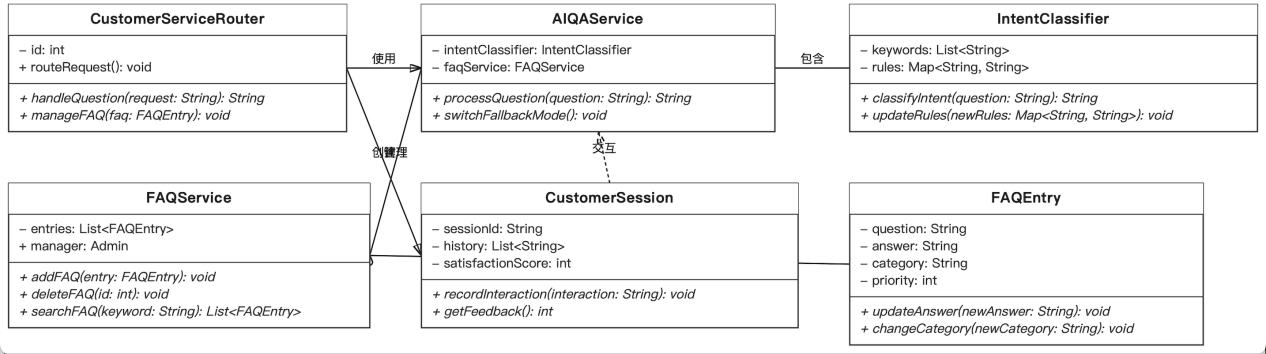 CustomerServiceRouter
– id: int
+ routeRequest(): void
+ handleQuestion(request: String): String
+ manageFAQ(faq: FAQEntry): void
使用
AIQAService
– intentClassifier: IntentClassifier
– faqService: FAQService
+ processQuestion(question: String): String
+ switchFallbackMode(): void
包含
IntentClassifier
– keywords: List<String>
– rules: Map<String, String>
+ classifyIntent(question: String): String
+ updateRules(newRules: Map<String, String>): void
交互
FAQService
– entries: List<FAQEntry>
+ manager: Admin
+ addFAQ(entry: FAQEntry): void
+ deleteFAQ(id: int): void
+ searchFAQ(keyword: String): List<FAQEntry>
CustomerSession
– sessionId: String
– history: List<String>
– satisfactionScore: int
+ recordInteraction(interaction: String): void
+ getFeedback(): int
FAQEntry
– question: String
– answer: String
– category: String
– priority: int
+ updateAnswer(newAnswer: String): void
+ changeCategory(newCategory: String): void